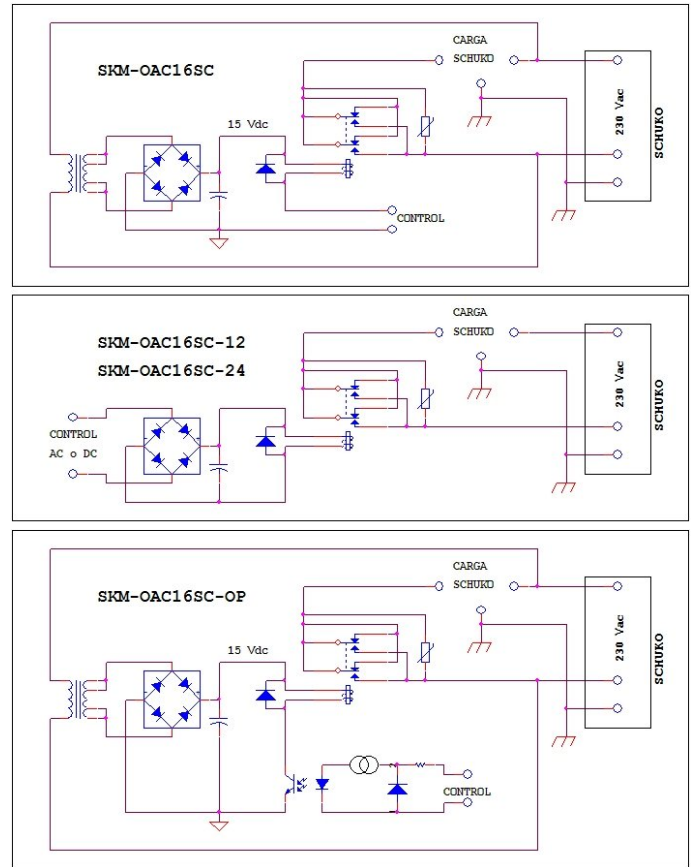 SKM-OAC16SC
CARGA
SCHUKO
15 Vdc
CONTROL
230 Vac
SCHUKO
SKM-OAC16SC-12
SKM-OAC16SC-24
CARGA
SCHUKO
CONTROL
AC o DC
230 Vac
SCHUKO
SKM-OAC16SC-OP
CARGA
SCHUKO
15 Vdc
CONTROL
230 Vac
SCHUKO